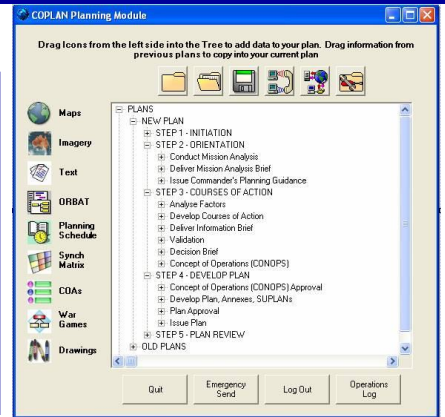 COPLAN Planning Module
Drag Icons from the left side into the Tree to add data to your plan. Drag information from
previous plans to copy into your current plan
Maps
Imagery
Text
ORBAT
Planning
Schedule
Synch
Matrix
COAs
War
Games
Drawings
PLANS
NEW PLAN
STEP 1 - INITIATION
STEP 2 - ORIENTATION
Conduct Mission Analysis
Deliver Mission Analysis Brief
Issue Commander's Planning Guidance
STEP 3 - COURSES OF ACTION
Analyse Factors
Develop Courses of Action
Deliver Information Brief
Validation
Decision Brief
Concept of Operations (CONOPS)
STEP 4 - DEVELOP PLAN
Concept of Operations (CONOPS) Approval
Develop Plan, Annexes, SUPLANs
Plan Approval
Issue Plan
STEP 5 - PLAN REVIEW
OLD PLANS
Quit
Emergency
Send
Log Out
Operations
Log